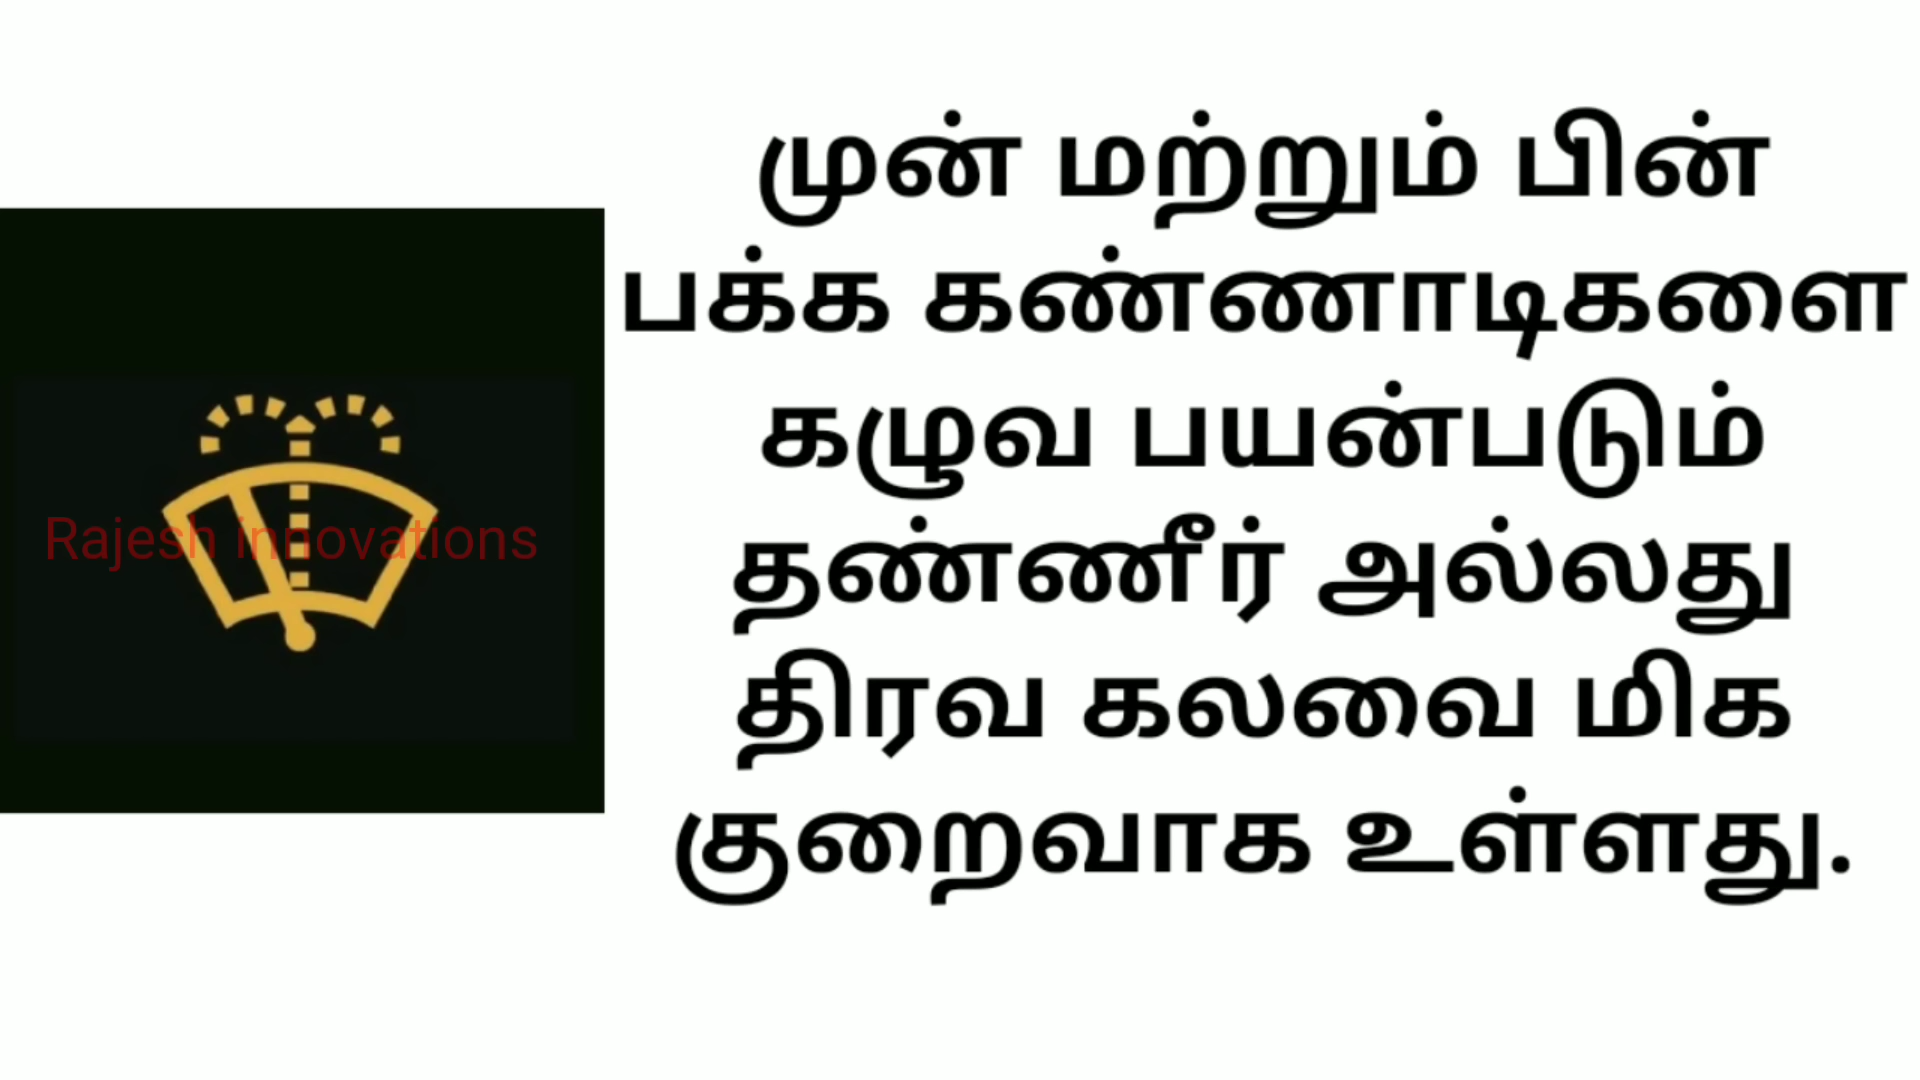 முன் மற்றும் பின்
பக்க கண்ணாடிகளை
கழுவ பயன்படும்
தண்ணீர் அல்லது
திரவ கலவை மிக
குறைவாக உள்ளது.
Rajesh innovations